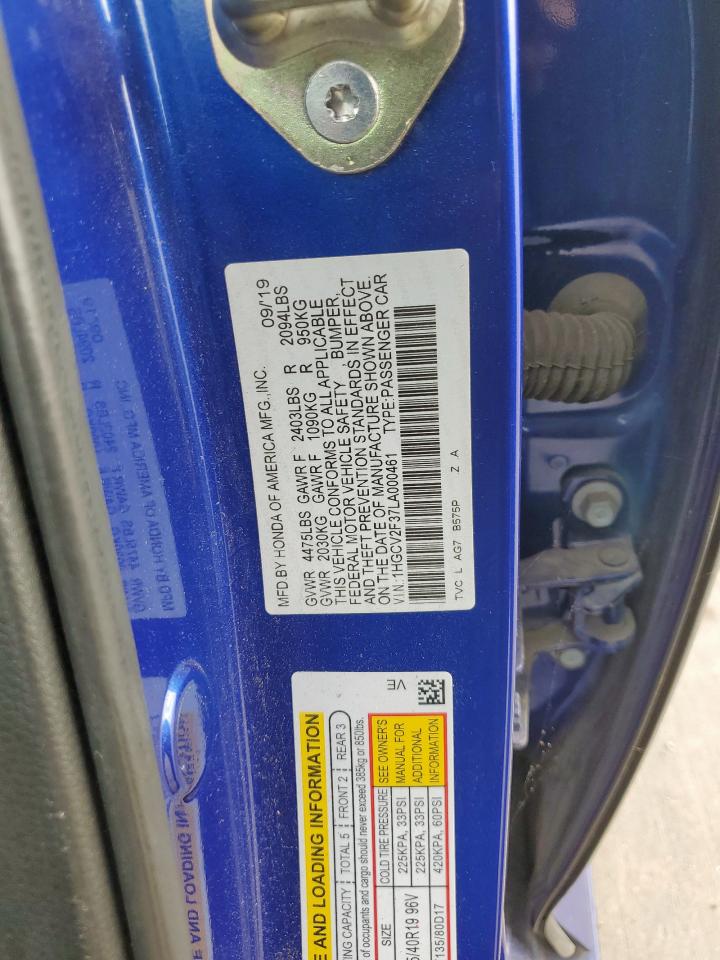 MFD BY HONDA OF AMERICA MFG.,INC. 09/'19
GVWR 4475LBS GAWR F 2403LBS R 2094LBS
GVWR 2030KG GAWR F 1090KG R 950KG
THIS VEHICLE CONFORMS TO ALL APPLICABLE
FEDERAL MOTOR VEHICLE SAFETY, BUMPER,
AND THEFT PREVENTION STANDARDS IN EFFECT
ON THE DATE OF MANUFACTURE SHOWN ABOVE.
VIN:1HGCV2F37LA000461 TYPE:PASSENGER CAR
TVC L AG7 B575P Z A
E AND LOADING INFORMATION
CAPACITY TOTAL 5 FRONT 2 REAR 3
of occupants and cargo should never exceed 385kg or 850lbs.
SIZE COLD TIRE PRESSURE SEE OWNER'S
5/40R19 96V 225KPA, 33PSI MANUAL FOR
225KPA, 33PSI ADDITIONAL
135/80D17 420KPA, 60PSI INFORMATION
VE